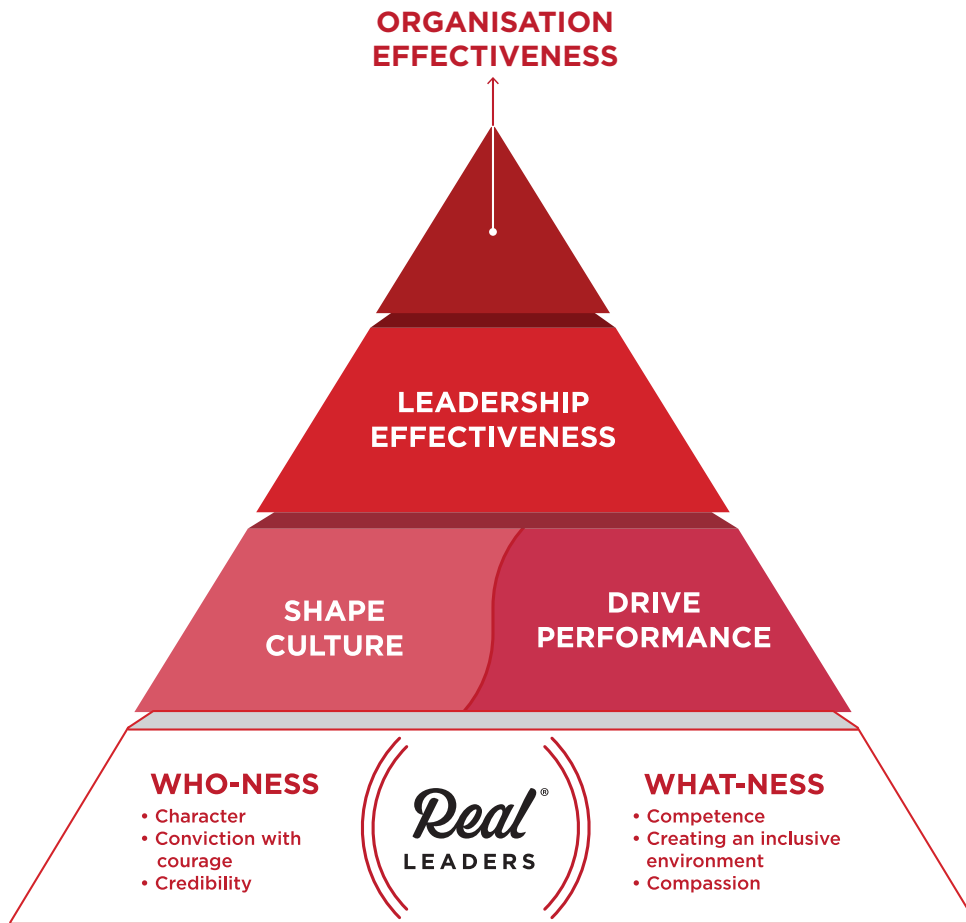 ORGANISATION
EFFECTIVENESS
LEADERSHIP
EFFECTIVENESS
SHAPE
CULTURE
DRIVE
PERFORMANCE
WHO-NESS
• Character
• Conviction with
courage
• Credibility
Real®
LEADERS
WHAT-NESS
• Competence
• Creating an inclusive
environment
• Compassion